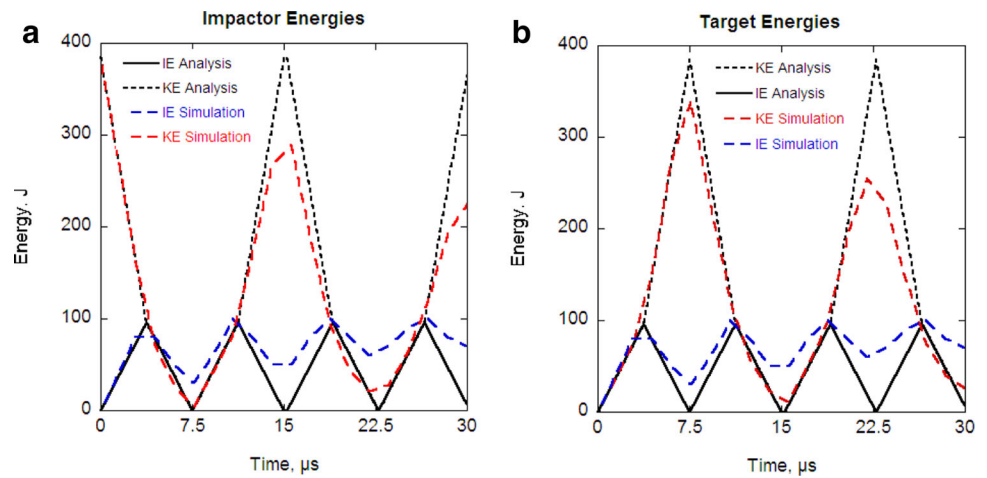 a
Impactor Energies
400
300
200
100
0
Energy. J
IE Analysis
KE Analysis
IE Simulation
KE Simulation
0 7.5 15 22.5 30
Time, µs
b
Target Energies
400
300
200
100
0
Energy. J
KE Analysis
IE Analysis
KE Simulation
IE Simulation
0 7.5 15 22.5 30
Time, µs